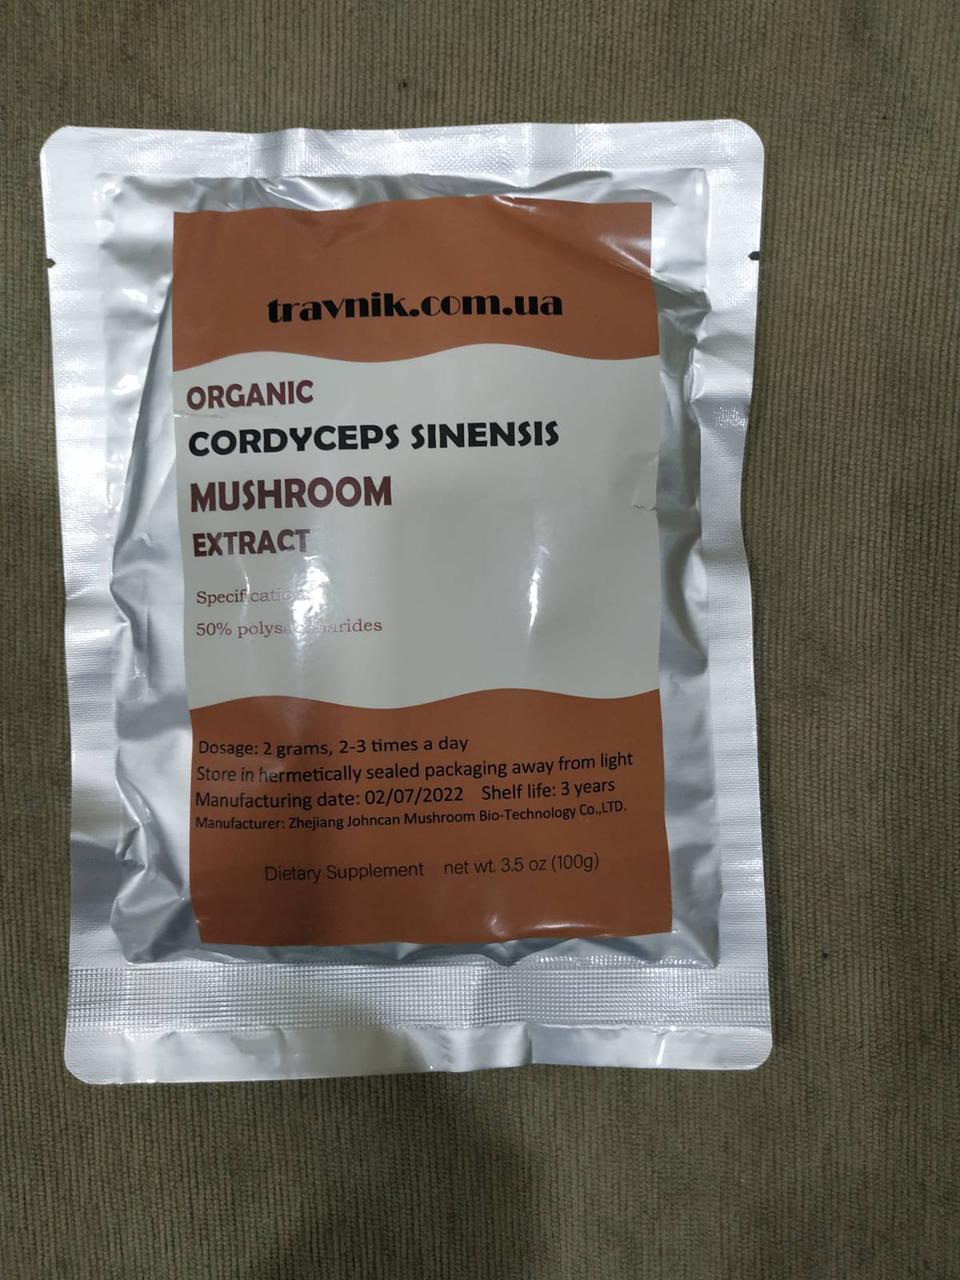 travnik.com.ua
ORGANIC
CORDYCEPS SINENSIS
MUSHROOM
EXTRACT
Specification
50% polysaccharides
Dosage: 2 grams, 2-3 times a day
Store in hermetically sealed packaging away from light
Manufacturing date: 02/07/2022 Shelf life: 3 years
Manufacturer: Zhejiang Johncan Mushroom Bio-Technology Co.,LTD.
Dietary Supplement net wt. 3.5 oz (100g)